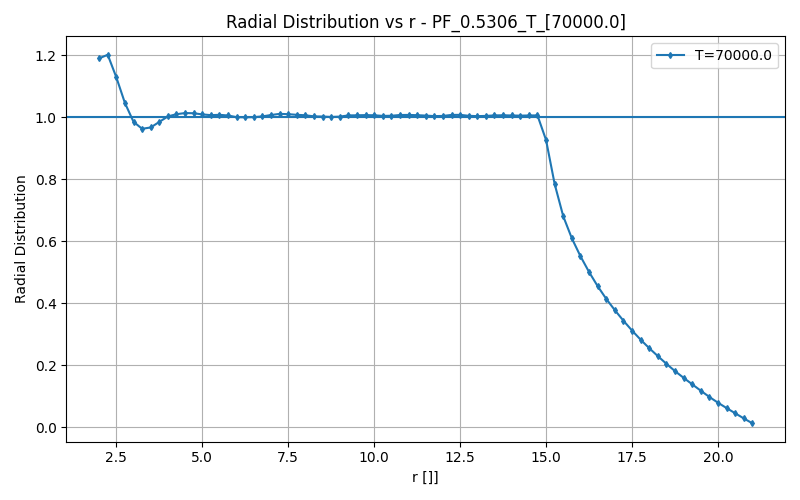 Radial Distribution vs r - PF_0.5306_T_[70000.0]
T=70000.0
Radial Distribution
1.2
1.0
0.8
0.6
0.4
0.2
0.0
2.5 5.0 7.5 10.0 12.5 15.0 17.5 20.0
r []]